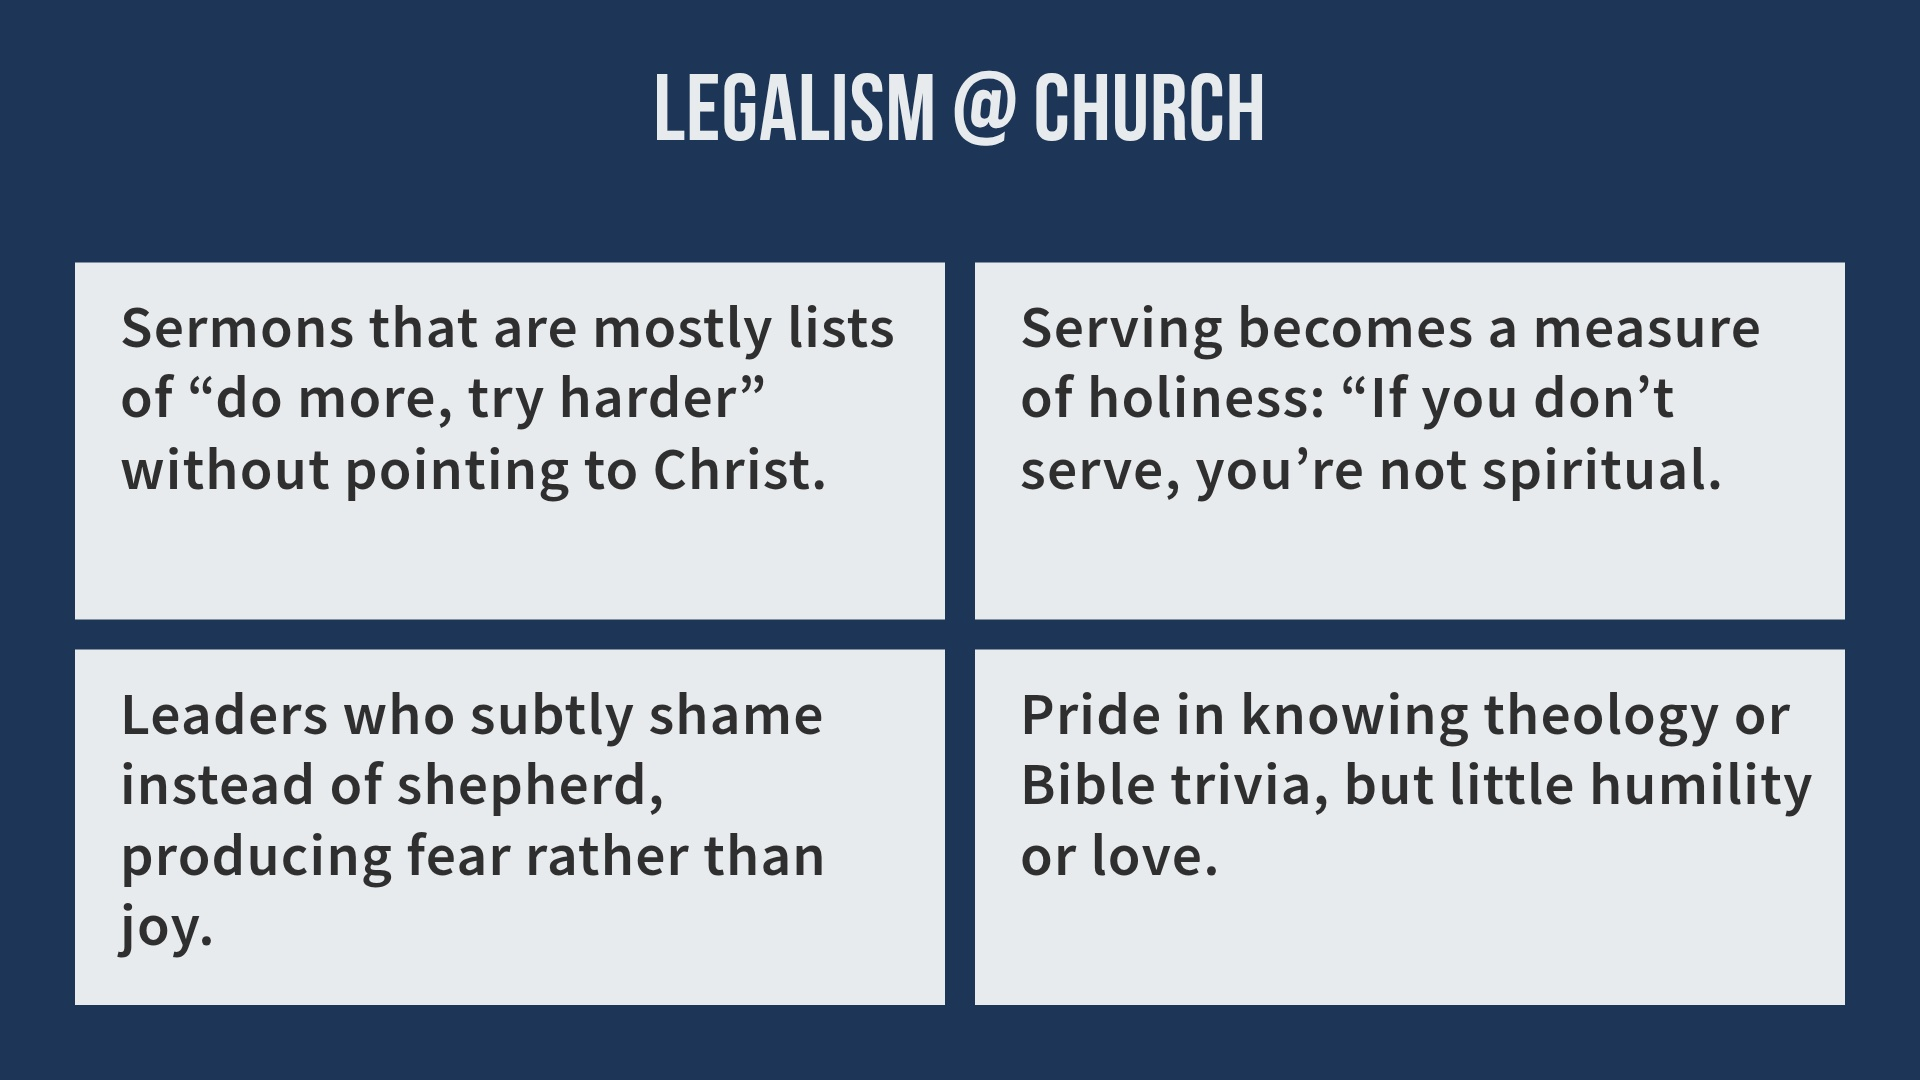 LEGALISM @ CHURCH
Sermons that are mostly lists
of “do more, try harder”
without pointing to Christ.
Serving becomes a measure
of holiness: “If you don’t
serve, you’re not spiritual.
Leaders who subtly shame
instead of shepherd,
producing fear rather than
joy.
Pride in knowing theology or
Bible trivia, but little humility
or love.